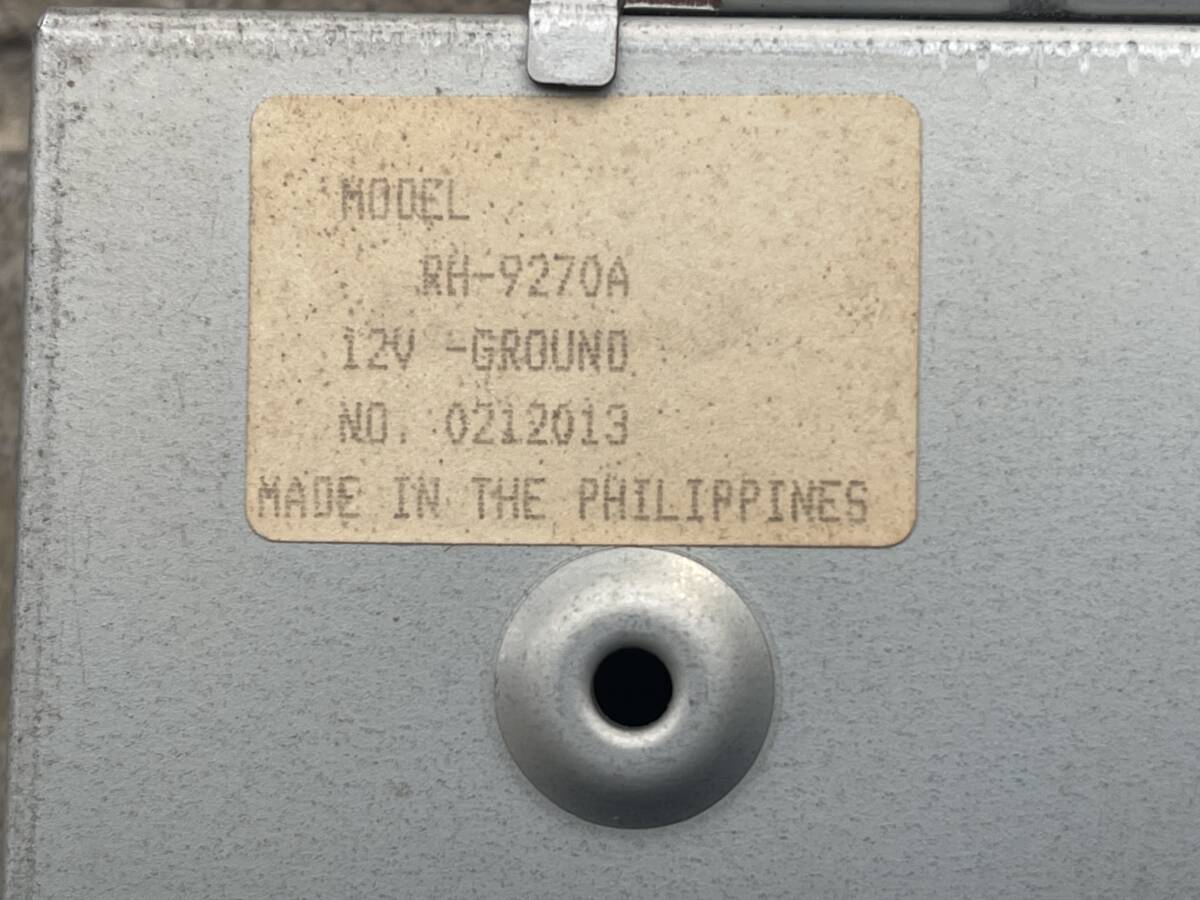 MODEL
RH-9270A
12V -GROUND
NO. 0212013
MADE IN THE PHILIPPINES